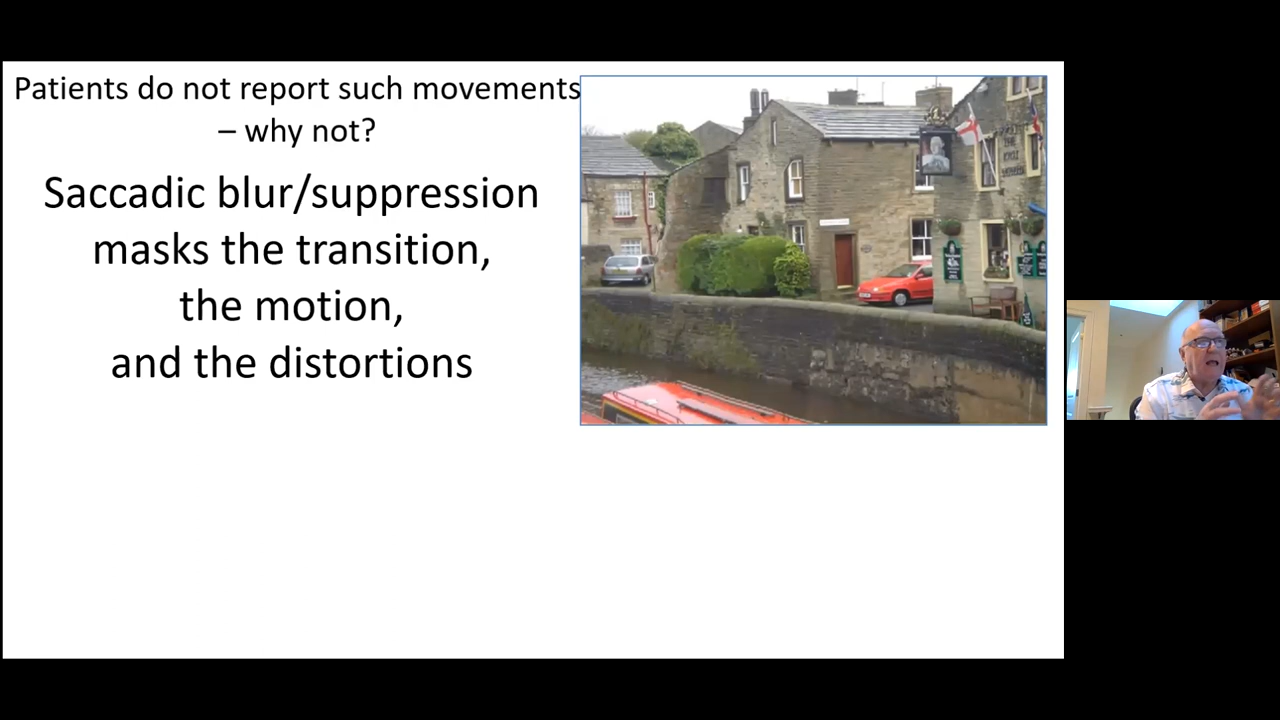 Patients do not report such movements
– why not?
Saccadic blur/suppression
masks the transition,
the motion,
and the distortions